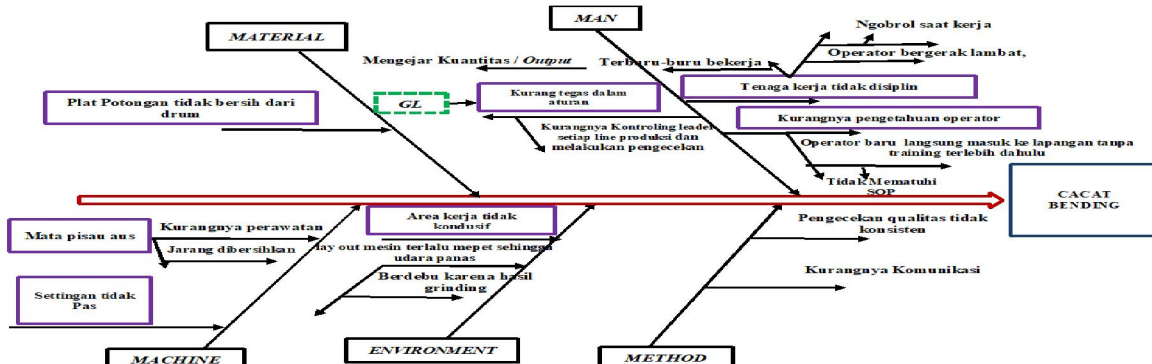 MAN
Ngobrol saat kerja
MATERIAL
Operator bergerak lambat,
Mengejar Kuantitas / Output
Terburu-buru bekerja
Tenaga kerja tidak disiplin
Plat Potongan tidak bersih dari
drum
GL
Kurang tegas dalam
aturan
Kurangnya pengetahuan operator
Kurangnya Kontroling leader
setiap line produksi dan
melakukan pengecekan
Operator baru langsung masuk ke lapangan tanpa
training terlebih dahulu
Tidak Mematuhi
SOP
CACAT
BENDING
Mata pisau aus
Kurangnya perawatan
Jarang dibersihkan
Area kerja tidak
kondusif
lay out mesin terlalu mepet sehingga
udara panas
Berdebu karena hasil
grinding
Pengecekan qualitas tidak
konsisten
Kurangnya Komunikasi
Settingan tidak
Pas
MACHINE
ENVIRONMENT
METHOD